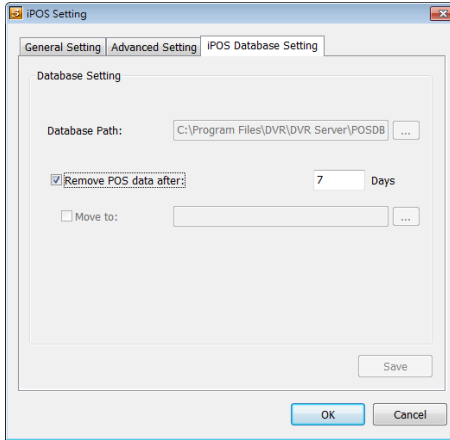 iPOS Setting
General Setting Advanced Setting iPOS Database Setting
Database Setting
Database Path: C:\Program Files\DVR\DVR Server\POSDB ...
Remove POS data after: 7 Days
Move to: ...
Save
OK Cancel